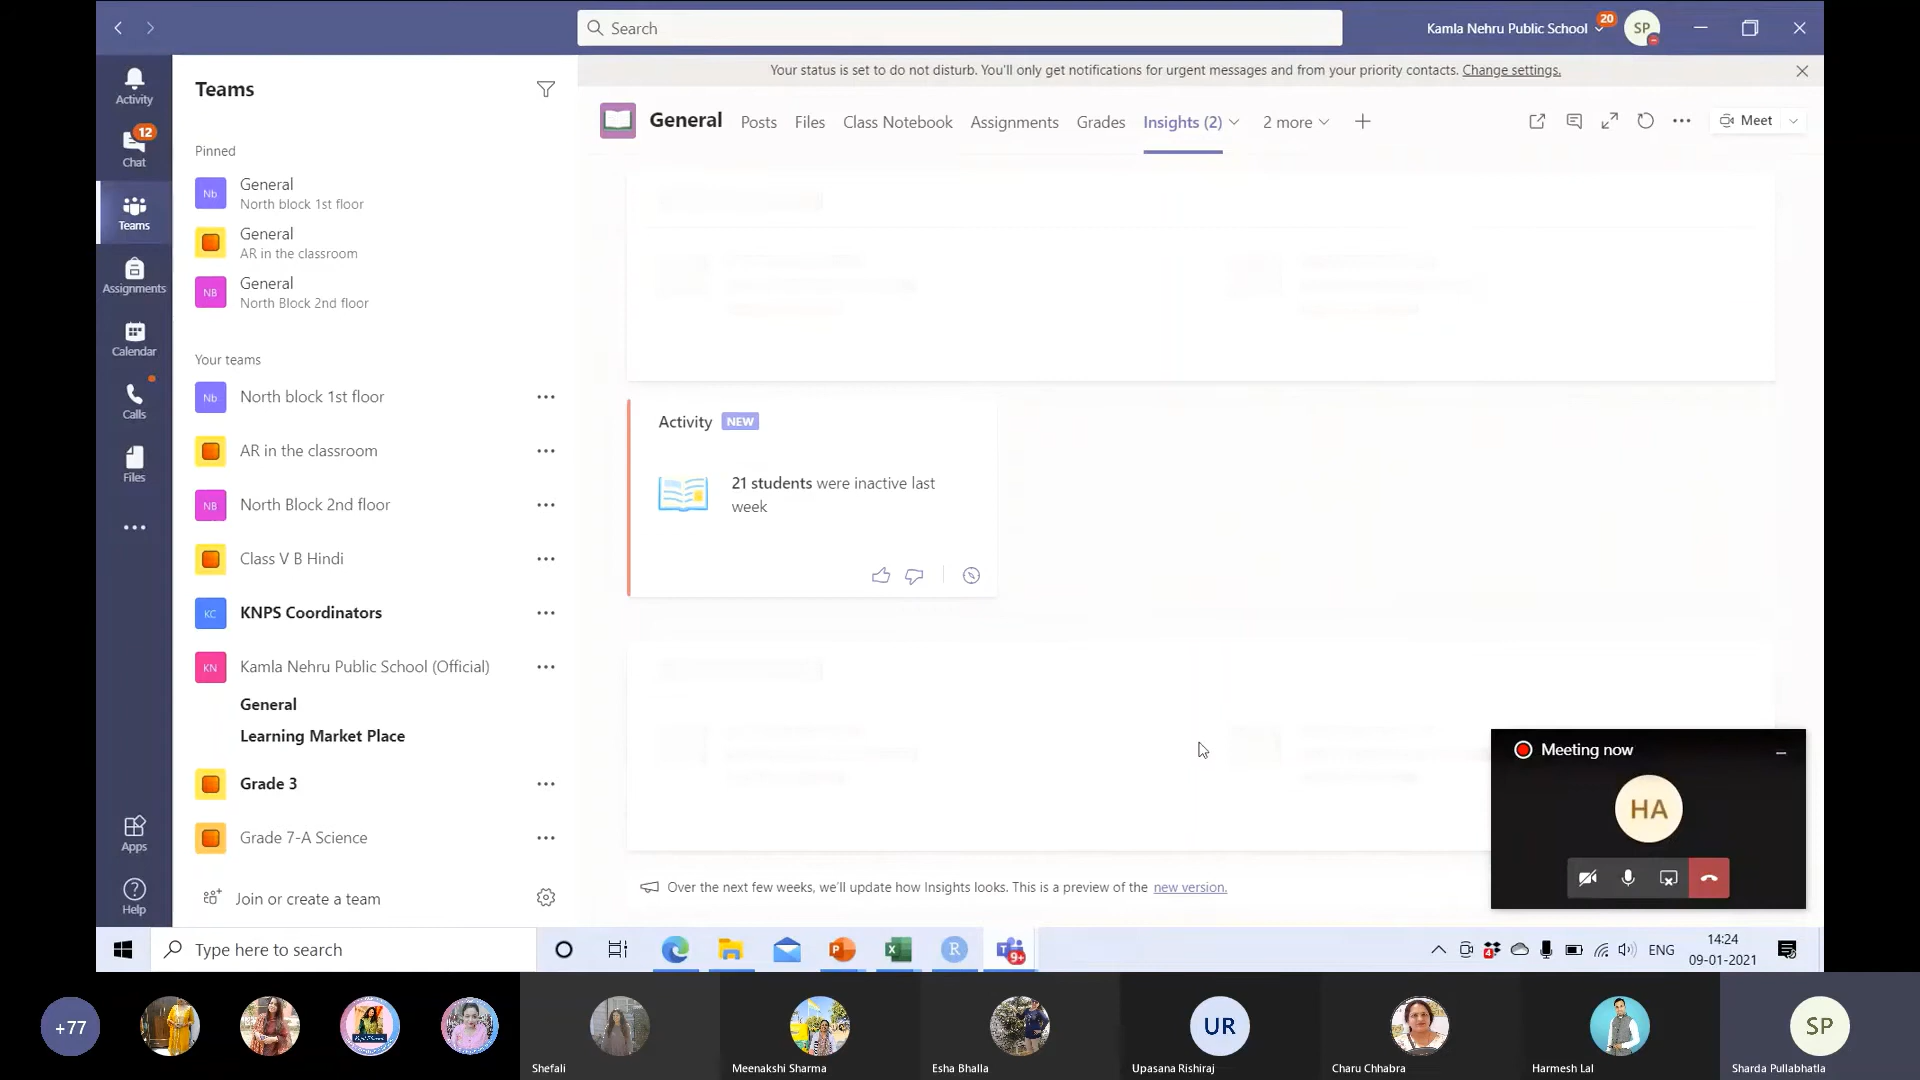 Search
Kamla Nehru Public School
20
SP
Your status is set to do not disturb. You'll only get notifications for urgent messages and from your priority contacts. Change settings.
Activity
12
Chat
Teams
Assignments
Calendar
Calls
Files
Apps
Help
Teams
Pinned
Nb
General
North block 1st floor
General
AR in the classroom
NB
General
North Block 2nd floor
Your teams
Nb
North block 1st floor
AR in the classroom
NB
North Block 2nd floor
Class V B Hindi
KC
KNPS Coordinators
KN
Kamla Nehru Public School (Official)
General
Learning Market Place
Grade 3
Grade 7-A Science
Join or create a team
General
Posts
Files
Class Notebook
Assignments
Grades
Insights (2)
2 more
Meet
Activity NEW
21 students were inactive last
week
Over the next few weeks, we'll update how Insights looks. This is a preview of the new version.
Meeting now
HA
Type here to search
R
9+
4
ENG
14:24
09-01-2021
+77
Shefali
Meenakshi Sharma
Esha Bhalla
UR
Upasana Rishiraj
Charu Chhabra
Harmesh Lal
SP
Sharda Pullabhatla